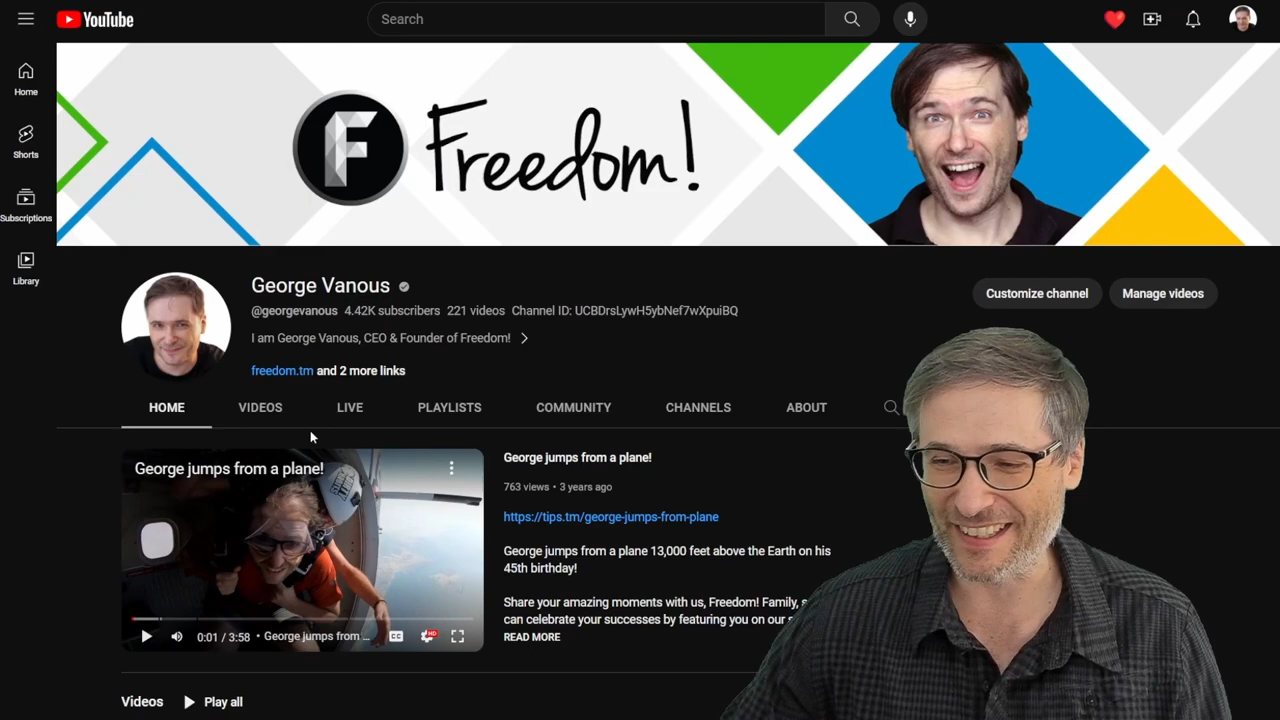 YouTube
Search
Home
Shorts
Subscriptions
Library
F Freedom!
George Vanous
@georgevanous 4.42K subscribers 221 videos Channel ID: UCBDrsLywH5ybNef7wXpuiBQ
I am George Vanous, CEO & Founder of Freedom!
freedom.tm and 2 more links
Customize channel
Manage videos
HOME VIDEOS LIVE PLAYLISTS COMMUNITY CHANNELS ABOUT
George jumps from a plane!
0:01 / 3:58 • George jumps from ...
CC HD
George jumps from a plane!
763 views • 3 years ago
https://tips.tm/george-jumps-from-plane
George jumps from a plane 13,000 feet above the Earth on his
45th birthday!
Share your amazing moments with us, Freedom! Family, s
can celebrate your successes by featuring you on our s
READ MORE
Videos Play all